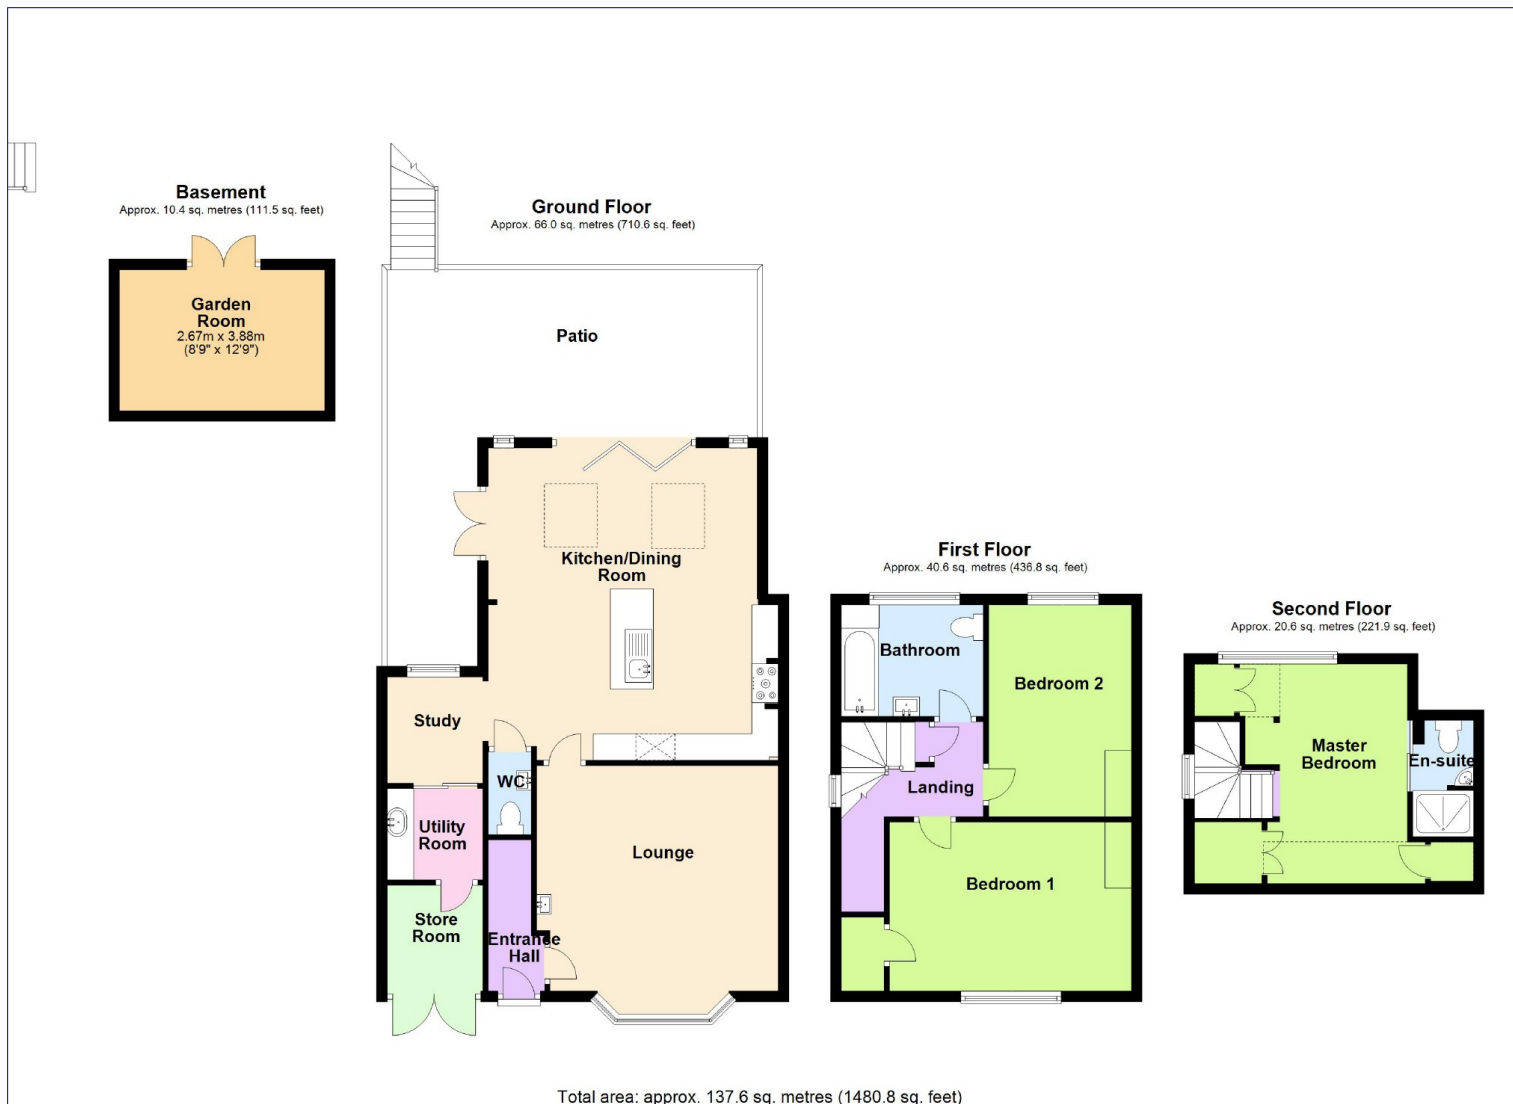 Basement
Approx. 10.4 sq. metres (111.5 sq. feet)
Garden
Room
2.67m x 3.88m
(8'9" x 12'9")
Ground Floor
Approx. 66.0 sq. metres (710.6 sq. feet)
Patio
Kitchen/Dining
Room
Study
WC
Utility
Room
Lounge
Store
Room
Entrance
Hall
First Floor
Approx. 40.6 sq. metres (436.8 sq. feet)
Bathroom
Bedroom 2
Landing
Bedroom 1
Second Floor
Approx. 20.6 sq. metres (221.9 sq. feet)
Master
Bedroom
En-suite
Total area: approx. 137.6 sq. metres (1480.8 sq. feet)